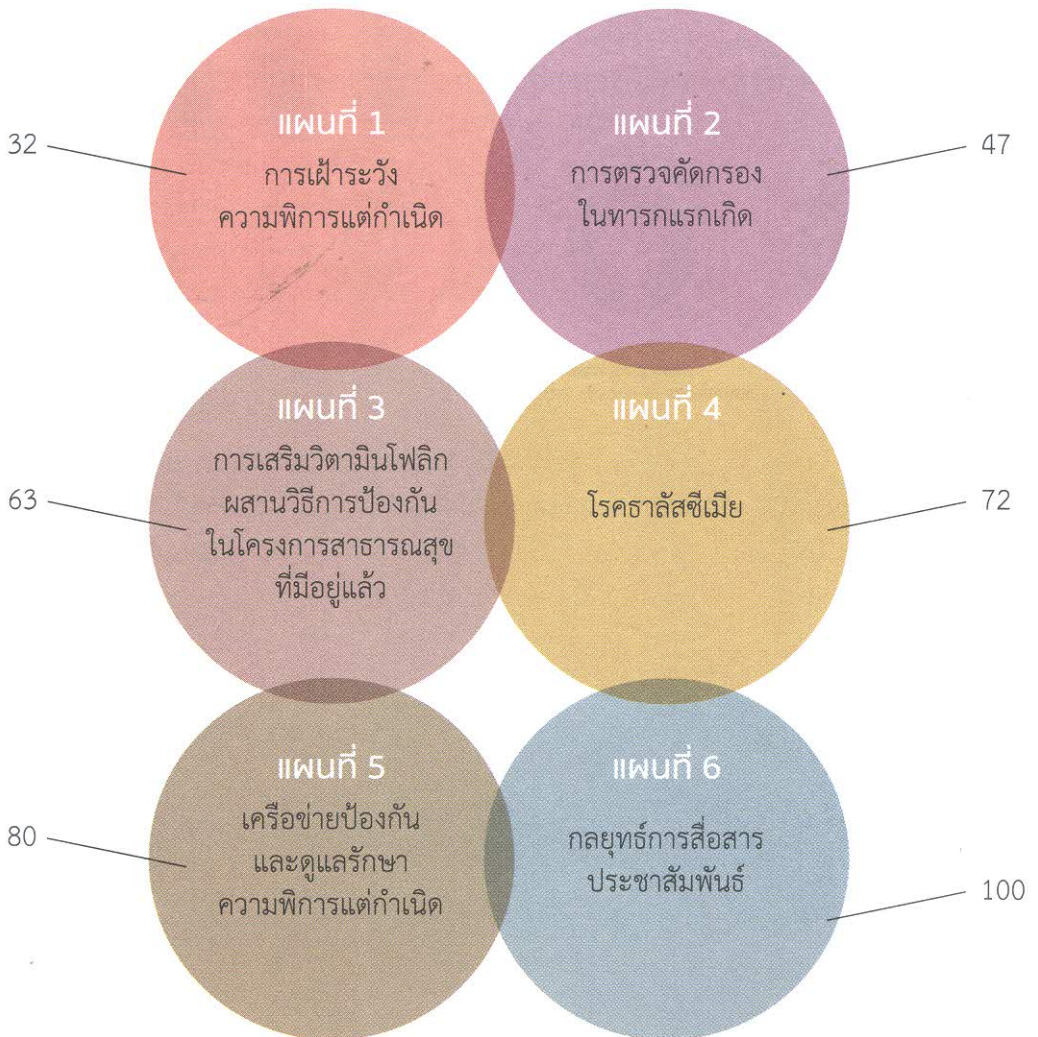 32
แผนที่ 1
การเฝ้าระวัง
ความพิการแต่กำเนิด
แผนที่ 2
การตรวจคัดกรอง
ในทารกแรกเกิด
47
63
แผนที่ 3
การเสริมวิตามินโฟลิก
ผสานวิธีการป้องกัน
ในโครงการสาธารณสุข
ที่มีอยู่แล้ว
แผนที่ 4
โรคธาลัสซีเมีย
72
80
แผนที่ 5
เครือข่ายป้องกัน
และดูแลรักษา
ความพิการแต่กำเนิด
แผนที่ 6
กลยุทธ์การสื่อสาร
ประชาสัมพันธ์
100